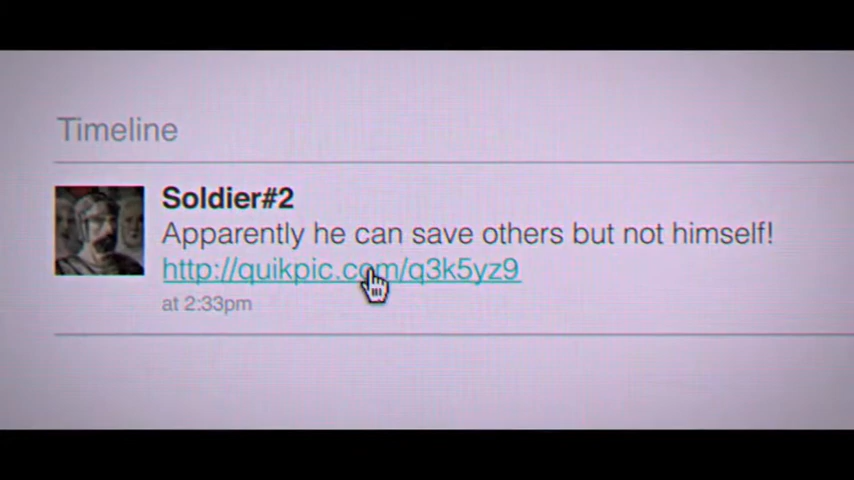 Timeline
Soldier#2
Apparently he can save others but not himself!
http://quikpic.com/q3k5yz9
at 2:33pm